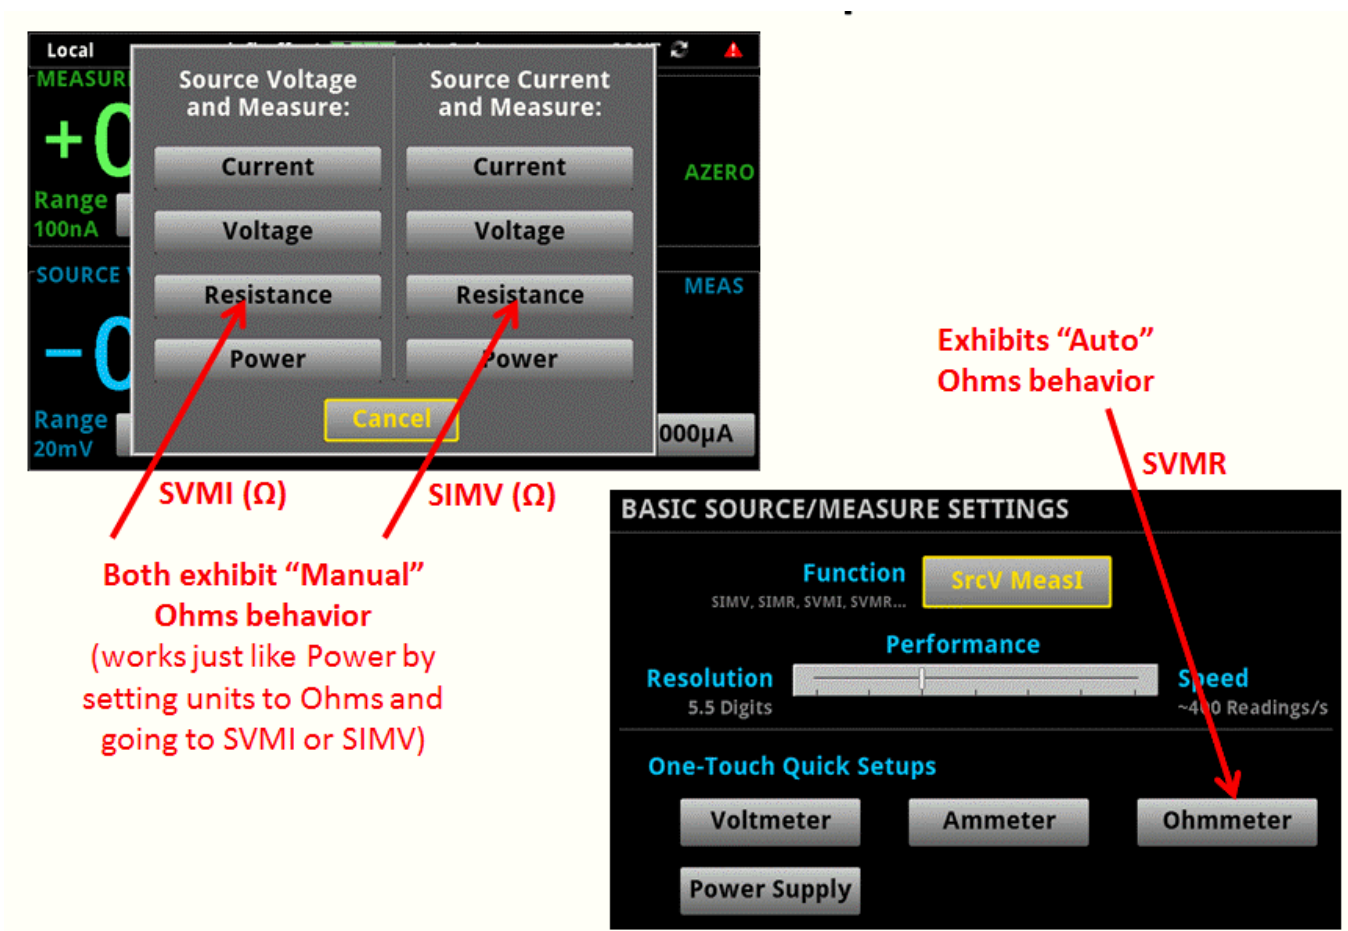 Local
MEASUR
Source Voltage
and Measure:
Source Current
and Measure:
+0
Current
Current
AZERO
Range
100nA
Voltage
Voltage
SOURCE
MEAS
Resistance
Resistance
-0
Power
Power
Range
20mV
Cancel
000µA
SVMI (Ω)
SIMV (Ω)
Both exhibit “Manual”
Ohms behavior
(works just like Power by
setting units to Ohms and
going to SVMI or SIMV)
Exhibits “Auto”
Ohms behavior
SVMR
BASIC SOURCE/MEASURE SETTINGS
Function
SIMV, SIMR, SVMI, SVMR...
SrcV MeasI
Performance
Resolution
5.5 Digits
Speed
~400 Readings/s
One-Touch Quick Setups
Voltmeter
Ammeter
Ohmmeter
Power Supply